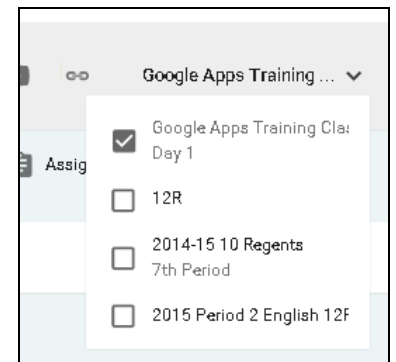 Google Apps Training ...
Google Apps Training Clas
Day 1
Assig
12R
2014-15 10 Regents
7th Period
2015 Period 2 English 12F